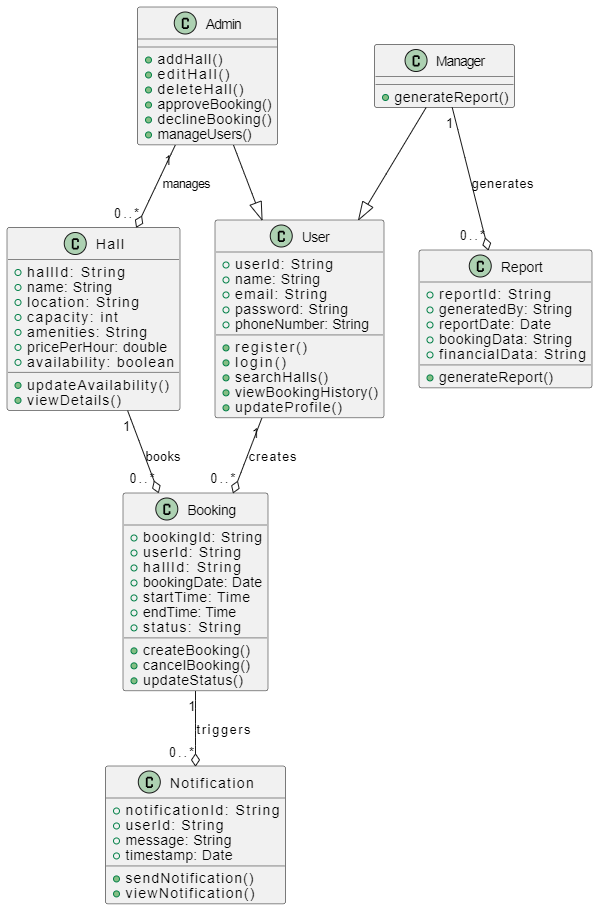 C Admin
addHall()
editHall()
deleteHall()
approveBooking()
declineBooking()
manageUsers()
C Manager
generateReport()
1
manages
0..*
1
generates
0..*
C Hall
hallId: String
name: String
location: String
capacity: int
amenities: String
pricePerHour: double
availability: boolean
updateAvailability()
viewDetails()
C User
userId: String
name: String
email: String
password: String
phoneNumber: String
register()
login()
searchHalls()
viewBookingHistory()
updateProfile()
C Report
reportId: String
generatedBy: String
reportDate: Date
bookingData: String
financialData: String
generateReport()
1
books
0..*
1
creates
0..*
C Booking
bookingId: String
userId: String
hallId: String
bookingDate: Date
startTime: Time
endTime: Time
status: String
createBooking()
cancelBooking()
updateStatus()
1
triggers
0..*
C Notification
notificationId: String
userId: String
message: String
timestamp: Date
sendNotification()
viewNotification()